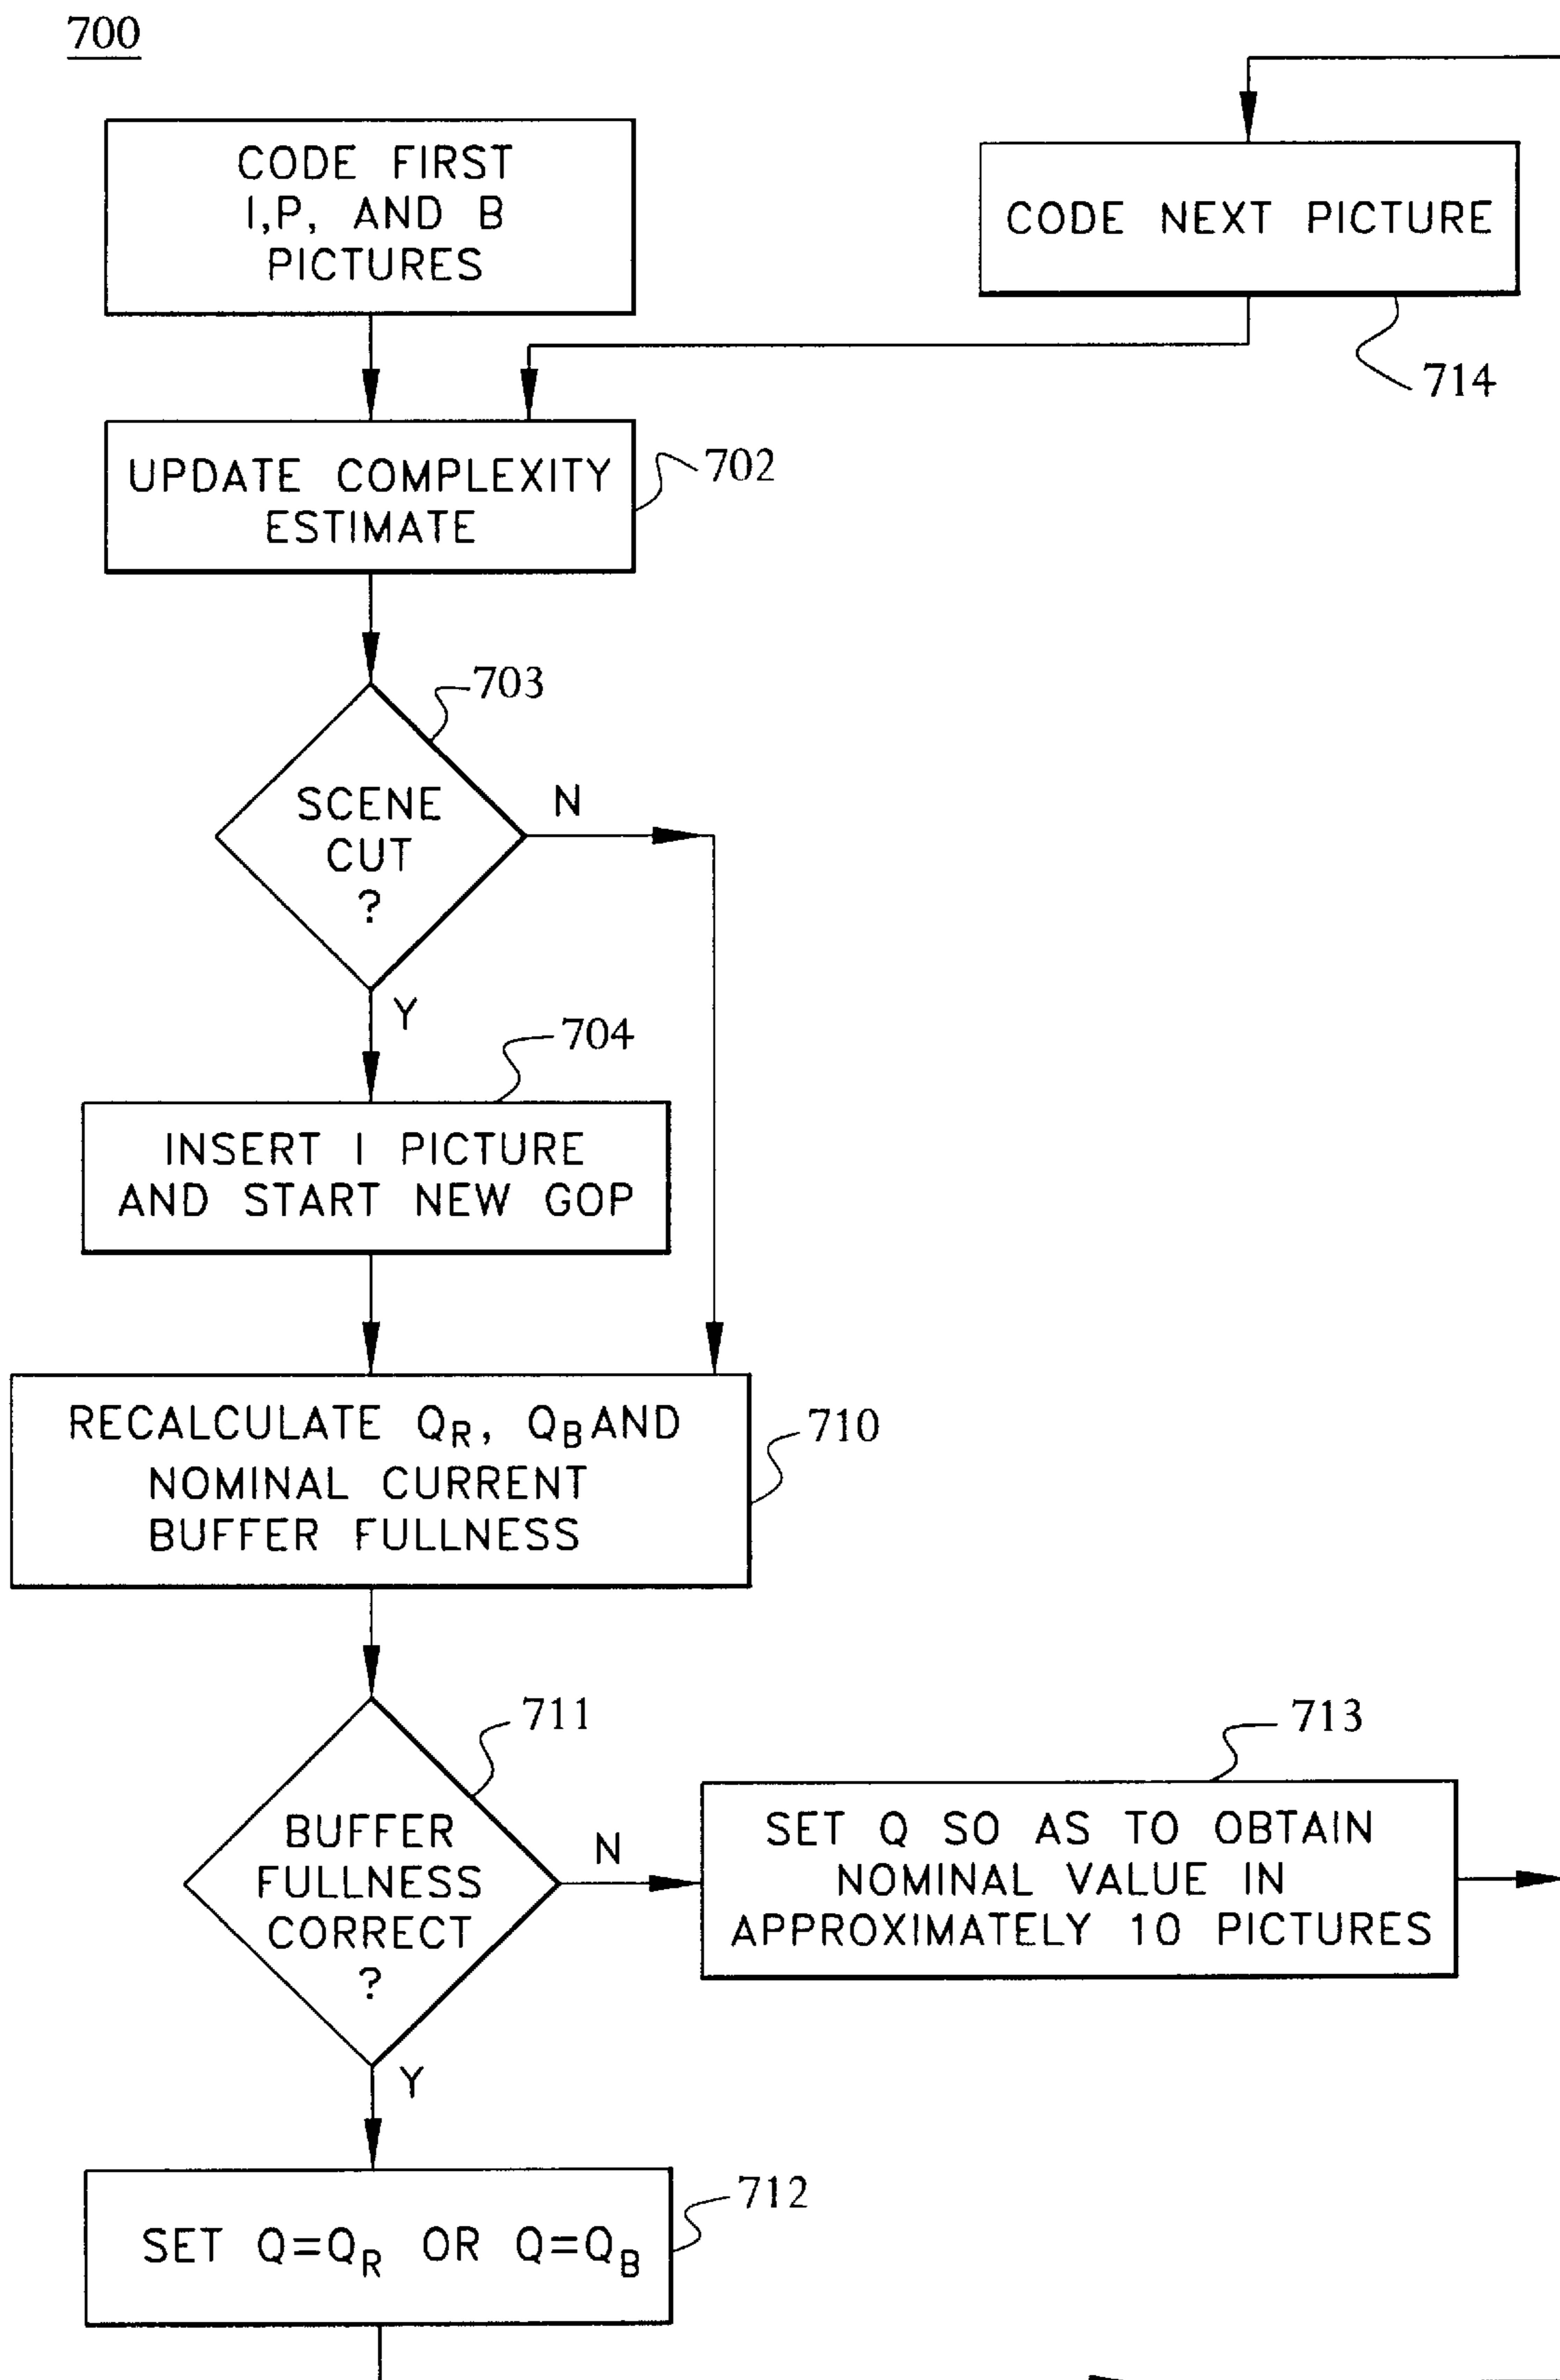 700
CODE FIRST
I,P, AND B
PICTURES
CODE NEXT PICTURE
714
UPDATE COMPLEXITY
ESTIMATE
702
703
SCENE
CUT
?
N
Y
704
INSERT I PICTURE
AND START NEW GOP
RECALCULATE QR, QB AND
NOMINAL CURRENT
BUFFER FULLNESS
710
711
BUFFER
FULLNESS
CORRECT
?
N
713
SET Q SO AS TO OBTAIN
NOMINAL VALUE IN
APPROXIMATELY 10 PICTURES
Y
712
SET Q=QR OR Q=QB